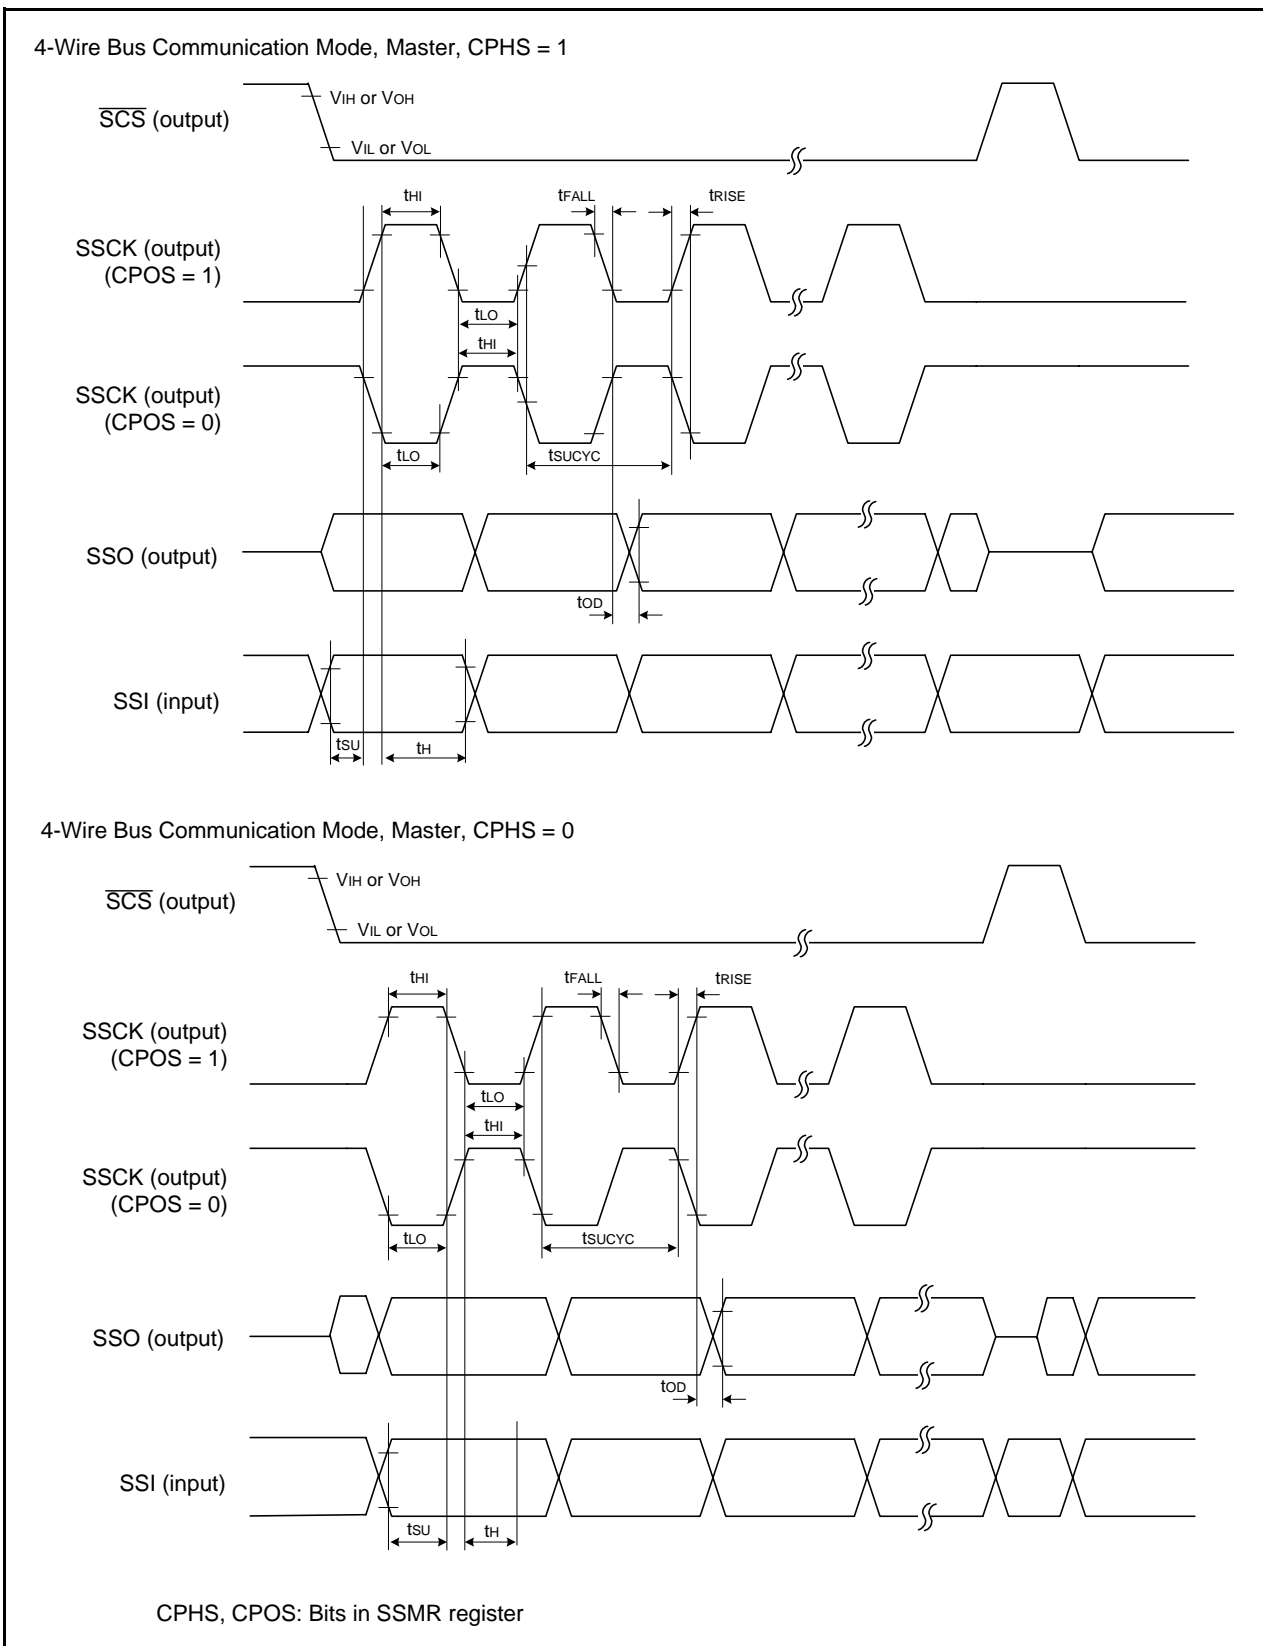 4-Wire Bus Communication Mode, Master, CPHS = 1
SCS (output)
VIH or VOH
VIL or VOL
tHI
tFALL
tRISE
SSCK (output)
(CPOS = 1)
tLO
tHI
SSCK (output)
(CPOS = 0)
tLO
tSUCYC
SSO (output)
tOD
SSI (input)
tSU
tH
4-Wire Bus Communication Mode, Master, CPHS = 0
SCS (output)
VIH or VOH
VIL or VOL
tHI
tFALL
tRISE
SSCK (output)
(CPOS = 1)
tLO
tHI
SSCK (output)
(CPOS = 0)
tLO
tSUCYC
SSO (output)
tOD
SSI (input)
tSU
tH
CPHS, CPOS: Bits in SSMR register